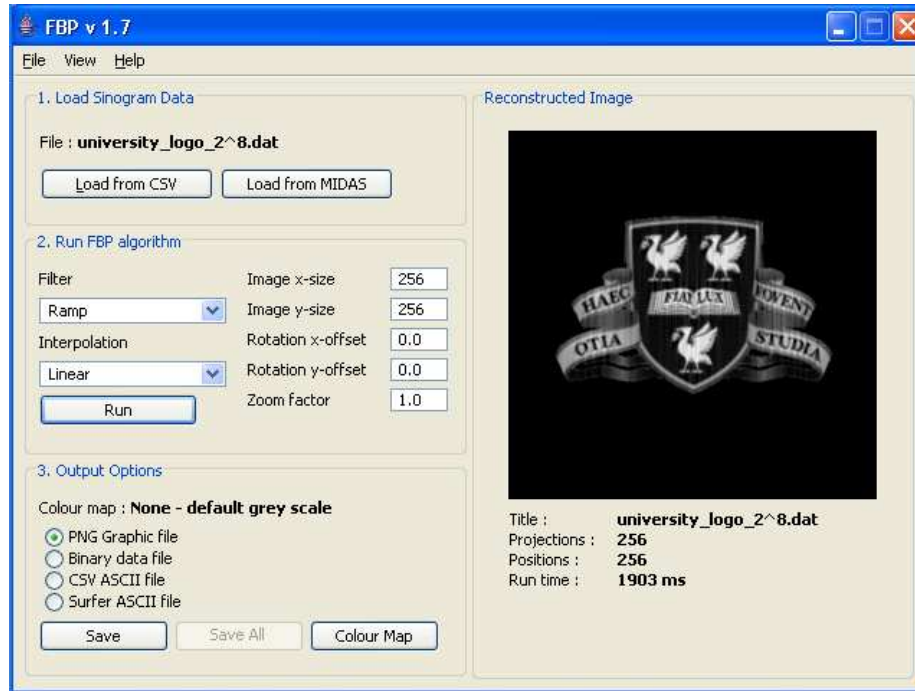 FBP v 1.7
File View Help
1. Load Sinogram Data
File : university_logo_2^8.dat
Load from CSV Load from MIDAS
2. Run FBP algorithm
Filter
Ramp
Interpolation
Linear
Run
Image x-size 256
Image y-size 256
Rotation x-offset 0.0
Rotation y-offset 0.0
Zoom factor 1.0
3. Output Options
Colour map : None - default grey scale
PNG Graphic file
Binary data file
CSV ASCII file
Surfer ASCII file
Save Save All Colour Map
Reconstructed Image
HAEC FIAT LUX FOVENT
OTIA STUDIA
Title : university_logo_2^8.dat
Projections : 256
Positions : 256
Run time : 1903 ms